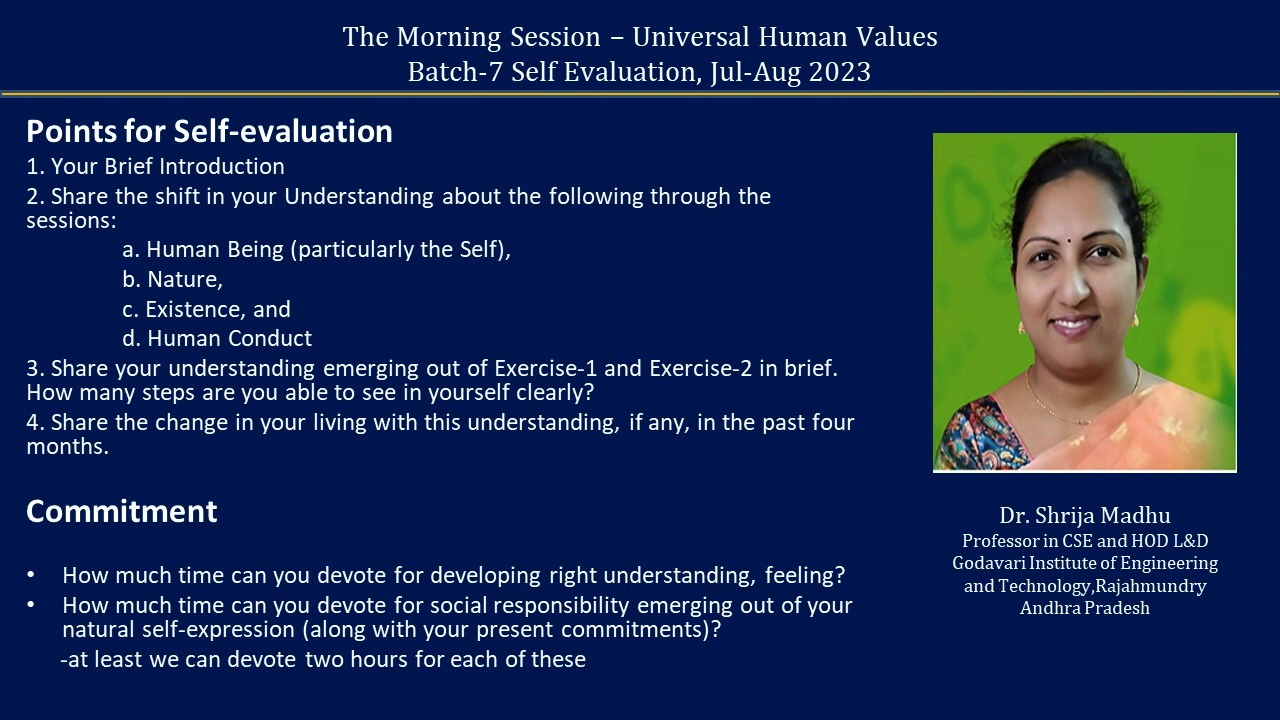 The Morning Session – Universal Human Values
Batch-7 Self Evaluation, Jul-Aug 2023
Points for Self-evaluation
1. Your Brief Introduction
2. Share the shift in your Understanding about the following through the
sessions:
a. Human Being (particularly the Self),
b. Nature,
c. Existence, and
d. Human Conduct
3. Share your understanding emerging out of Exercise-1 and Exercise-2 in brief.
How many steps are you able to see in yourself clearly?
4. Share the change in your living with this understanding, if any, in the past four
months.
Commitment
• How much time can you devote for developing right understanding, feeling?
• How much time can you devote for social responsibility emerging out of your
natural self-expression (along with your present commitments)?
-at least we can devote two hours for each of these
Dr. Shrija Madhu
Professor in CSE and HOD L&D
Godavari Institute of Engineering
and Technology,Rajahmundry
Andhra Pradesh